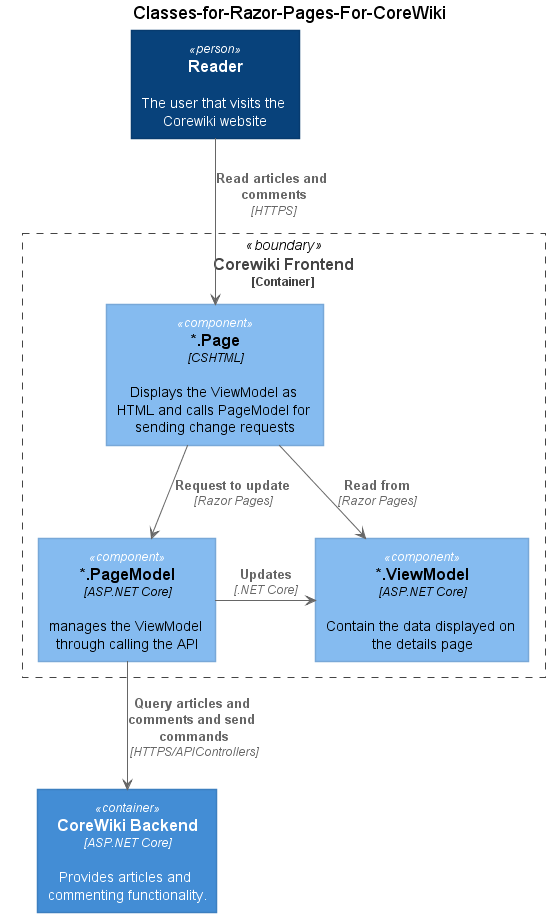 Classes-for-Razor-Pages-For-CoreWiki
«person»
Reader
The user that visits the
Corewiki website
Read articles and
comments
[HTTPS]
«boundary»
Corewiki Frontend
[Container]
«component»
*.Page
[CSHTML]
Displays the ViewModel as
HTML and calls PageModel for
sending change requests
Request to update
[Razor Pages]
Read from
[Razor Pages]
«component»
*.PageModel
[ASP.NET Core]
manages the ViewModel
through calling the API
Updates
[.NET Core]
«component»
*.ViewModel
[ASP.NET Core]
Contain the data displayed on
the details page
Query articles and
comments and send
commands
[HTTPS/APIControllers]
«container»
CoreWiki Backend
[ASP.NET Core]
Provides articles and
commenting functionality.